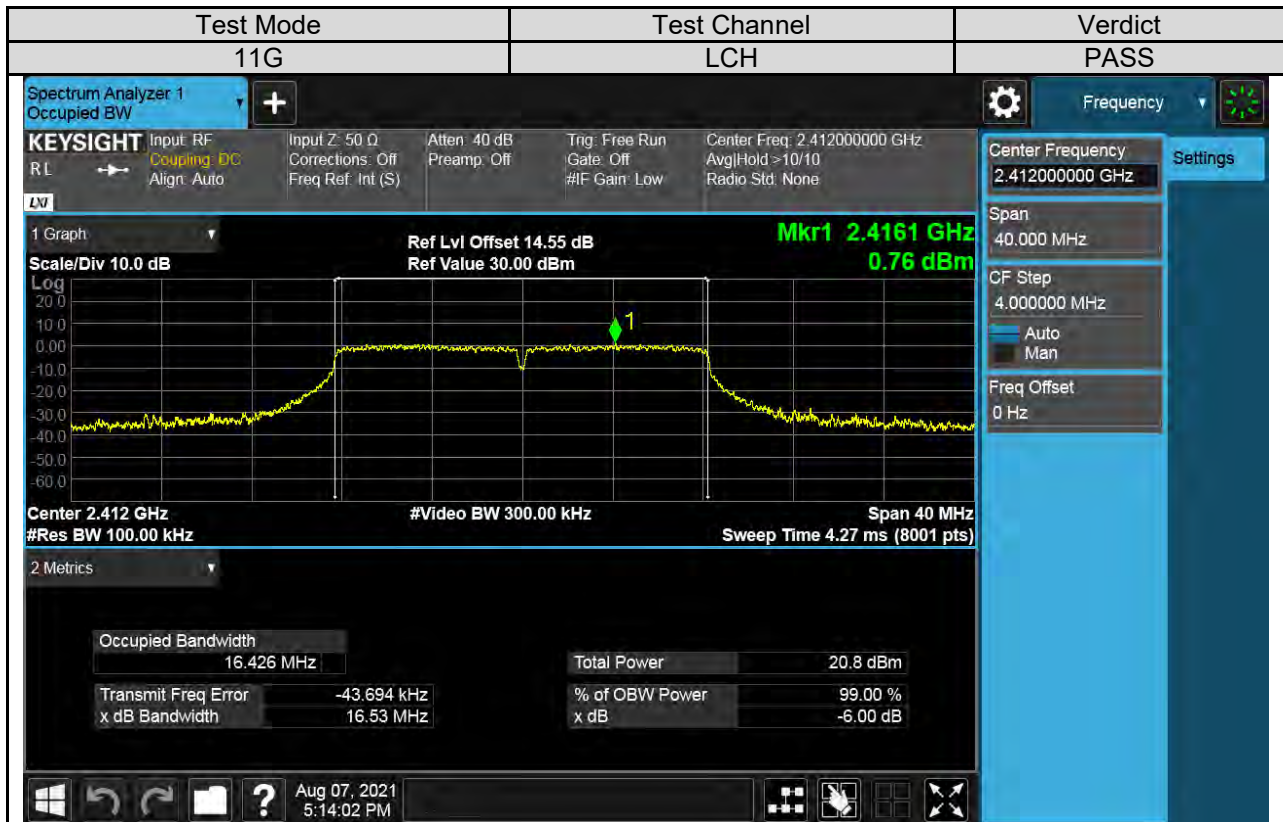 Test Mode Test Channel Verdict
11G LCH PASS
Spectrum Analyzer 1
Occupied BW
Frequency
KEYSIGHT Input: RF Input Z: 50 Ω Atten: 40 dB Trig: Free Run Center Freq: 2.412000000 GHz
RL Coupling: DC Corrections: Off Preamp: Off Gate: Off Avg|Hold >10/10
Align: Auto Freq Ref: Int (S) #IF Gain: Low Radio Std: None
LXI
Center Frequency
2.412000000 GHz
Settings
Span
40.000 MHz
CF Step
4.000000 MHz
Auto
Man
Freq Offset
0 Hz
1 Graph
Ref Lvl Offset 14.55 dB
Mkr1 2.4161 GHz
Scale/Div 10.0 dB
Ref Value 30.00 dBm
0.76 dBm
Log
20.0
10.0
0.00
-10.0
-20.0
-30.0
-40.0
-50.0
-60.0
1
Center 2.412 GHz #Video BW 300.00 kHz Span 40 MHz
#Res BW 100.00 kHz Sweep Time 4.27 ms (8001 pts)
2 Metrics
Occupied Bandwidth
16.426 MHz
Total Power 20.8 dBm
Transmit Freq Error -43.694 kHz % of OBW Power 99.00 %
x dB Bandwidth 16.53 MHz x dB -6.00 dB
?
Aug 07, 2021
5:14:02 PM